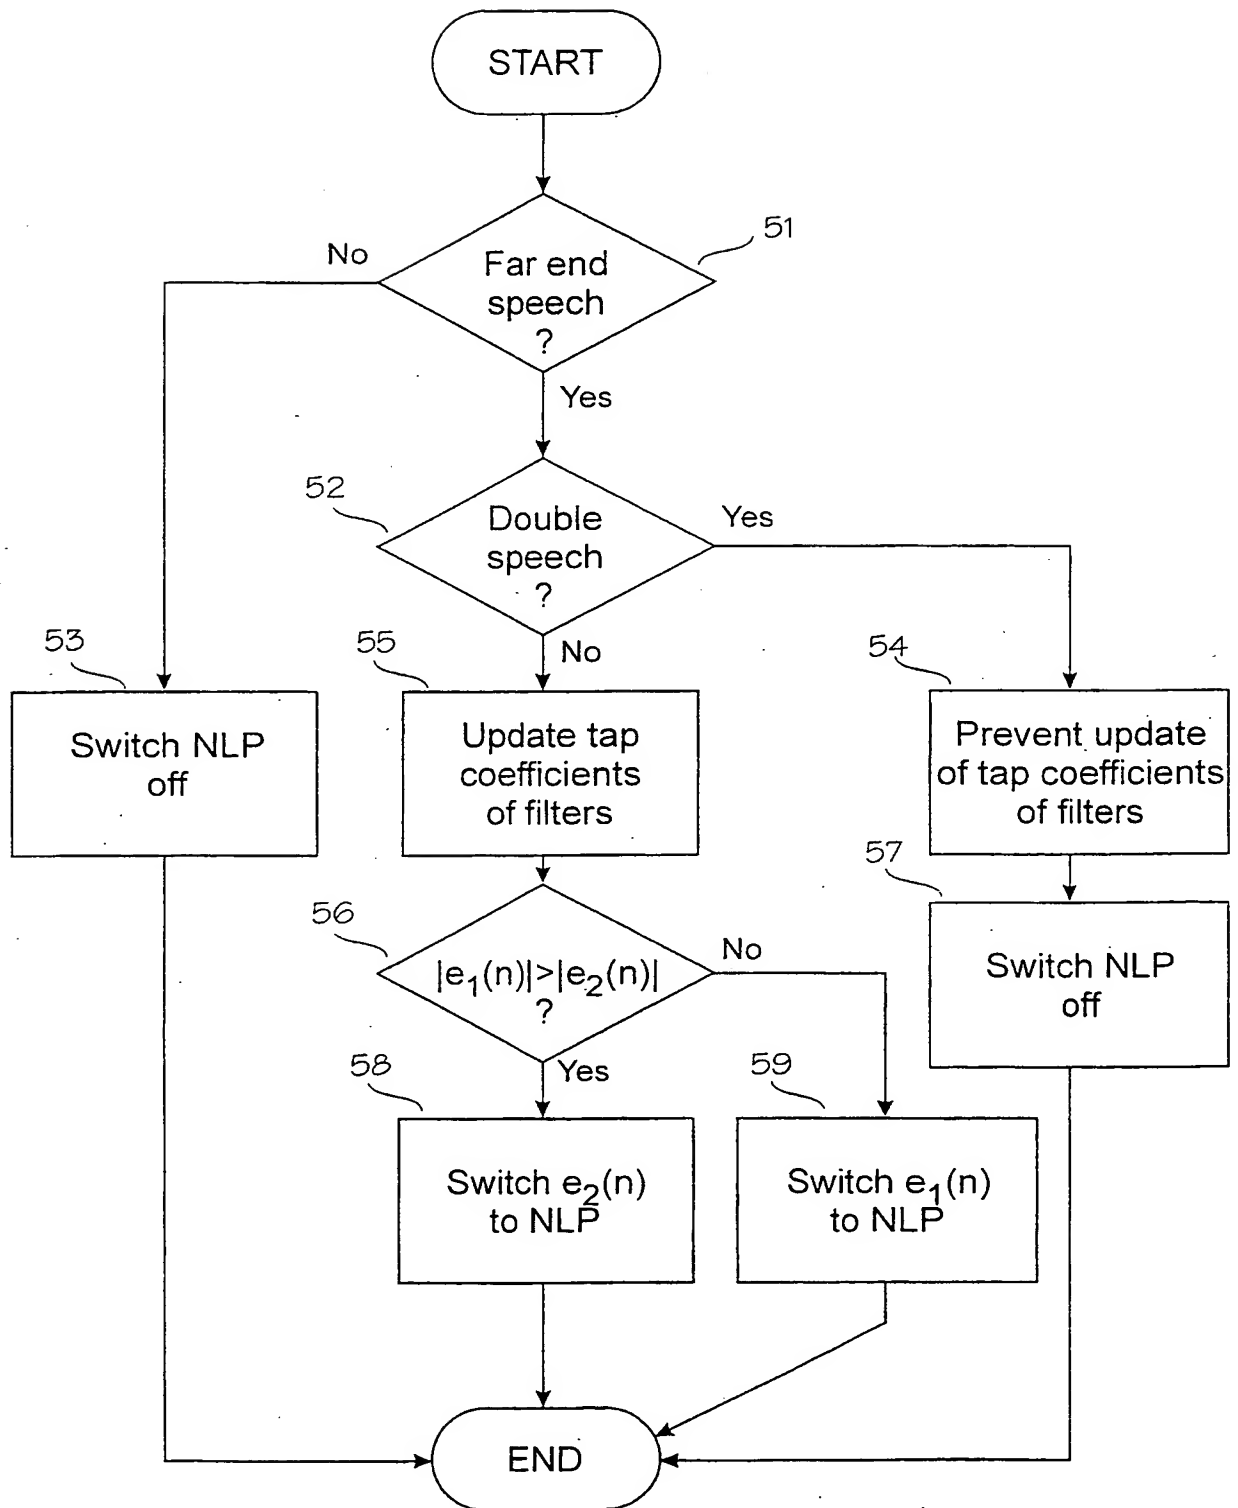 START
51
No
Far end
speech
?
Yes
52
Double
speech
?
Yes
No
53
55
54
Switch NLP
off
Update tap
coefficients
of filters
Prevent update
of tap coefficients
of filters
57
56
|e₁(n)|>|e₂(n)|
?
No
Switch NLP
off
Yes
58
59
Switch e₂(n)
to NLP
Switch e₁(n)
to NLP
END